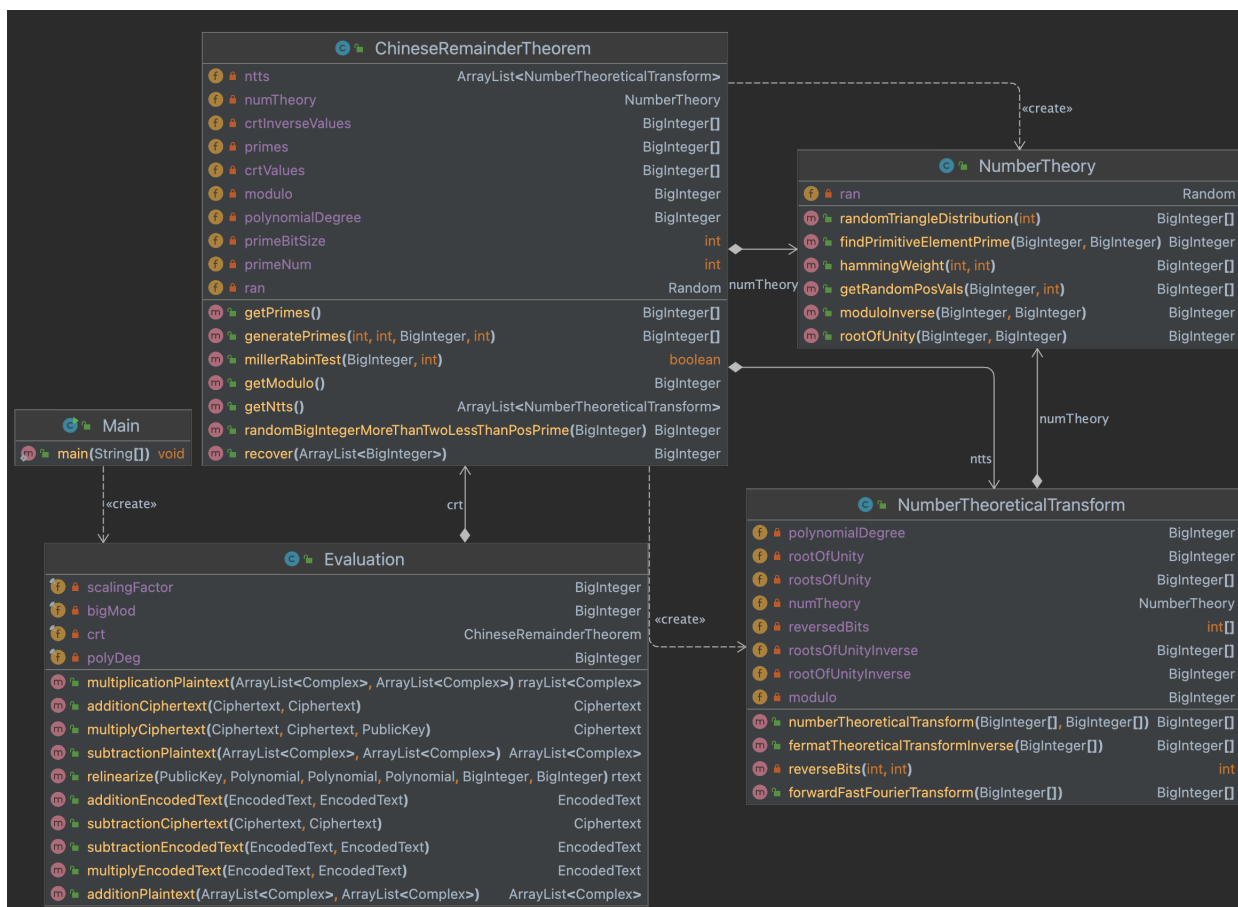 ChineseRemainderTheorem
ntts ArrayList<NumberTheoreticalTransform>
numTheory NumberTheory
crtInverseValues BigInteger[]
primes BigInteger[]
crtValues BigInteger[]
modulo BigInteger
polynomialDegree BigInteger
primeBitSize int
primeNum int
ran Random
getPrimes() BigInteger[]
generatePrimes(int, int, BigInteger, int) BigInteger[]
millerRabinTest(BigInteger, int) boolean
getModulo() BigInteger
getNtts() ArrayList<NumberTheoreticalTransform>
randomBigIntegerMoreThanTwoLessThanPosPrime(BigInteger) BigInteger
recover(ArrayList<BigInteger>) BigInteger
«create»
NumberTheory
ran Random
randomTriangleDistribution(int) BigInteger[]
findPrimitiveElementPrime(BigInteger, BigInteger) BigInteger
hammingWeight(int, int) BigInteger[]
getRandomPosVals(BigInteger, int) BigInteger[]
moduloInverse(BigInteger, BigInteger) BigInteger
rootOfUnity(BigInteger, BigInteger) BigInteger
numTheory
numTheory
ntts
Main
main(String[]) void
«create»
crt
Evaluation
scalingFactor BigInteger
bigMod BigInteger
crt ChineseRemainderTheorem
polyDeg BigInteger
multiplicationPlaintext(ArrayList<Complex>, ArrayList<Complex>) rrayList<Complex>
additionCiphertext(Ciphertext, Ciphertext) Ciphertext
multiplyCiphertext(Ciphertext, Ciphertext, PublicKey) Ciphertext
subtractionPlaintext(ArrayList<Complex>, ArrayList<Complex>) ArrayList<Complex>
relinearize(PublicKey, Polynomial, Polynomial, Polynomial, BigInteger, BigInteger) rtext
additionEncodedText(EncodedText, EncodedText) EncodedText
subtractionCiphertext(Ciphertext, Ciphertext) Ciphertext
subtractionEncodedText(EncodedText, EncodedText) EncodedText
multiplyEncodedText(EncodedText, EncodedText) EncodedText
additionPlaintext(ArrayList<Complex>, ArrayList<Complex>) ArrayList<Complex>
«create»
NumberTheoreticalTransform
polynomialDegree BigInteger
rootOfUnity BigInteger
rootsOfUnity BigInteger[]
numTheory NumberTheory
reversedBits int[]
rootsOfUnityInverse BigInteger[]
rootOfUnityInverse BigInteger
modulo BigInteger
numberTheoreticalTransform(BigInteger[], BigInteger[]) BigInteger[]
fermatTheoreticalTransformInverse(BigInteger[]) BigInteger[]
reverseBits(int, int) int
forwardFastFourierTransform(BigInteger[]) BigInteger[]